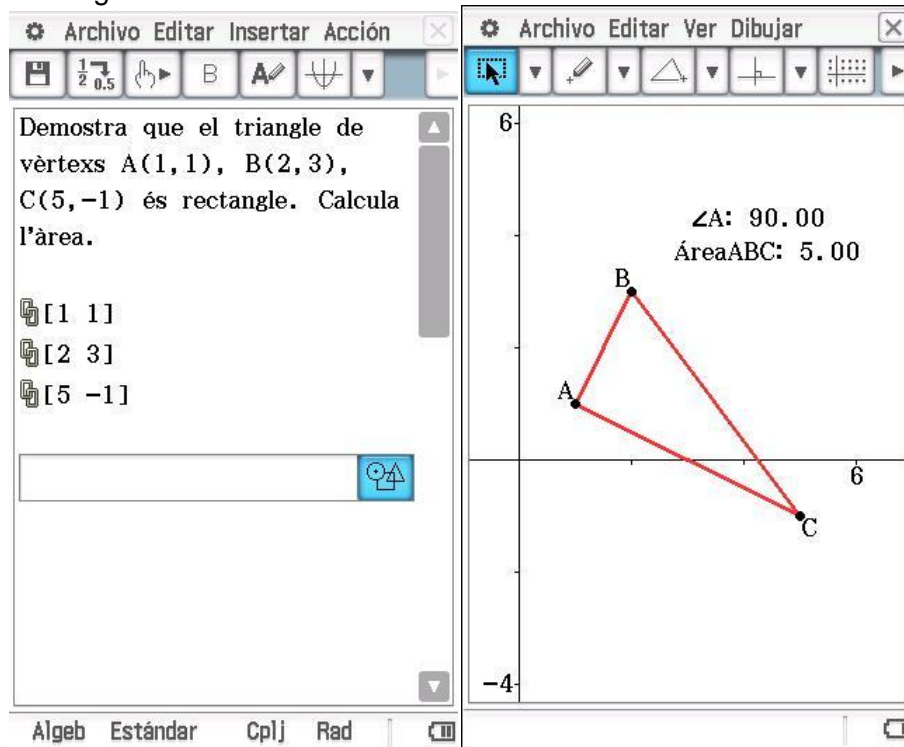 Archivo Editar Insertar Acción
B
Demostra que el triangle de
vèrtexs A(1,1), B(2,3),
C(5,−1) és rectangle. Calcula
l'àrea.
[1 1]
[2 3]
[5 −1]
Algeb Estándar Cplj Rad
Archivo Editar Ver Dibujar
6
∠A: 90.00
ÁreaABC: 5.00
B
A
6
C
−4